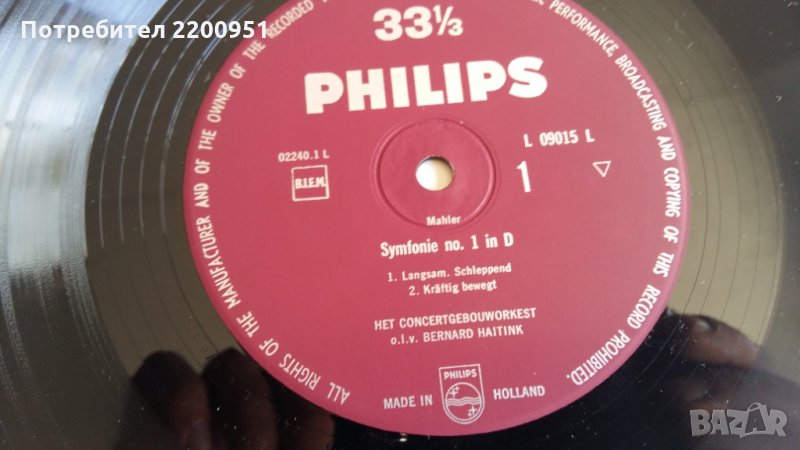 Потребител 2200951
33⅓
PHILIPS
02240.1 L
L 09015 L
B.I.E.M.
1
Mahler
Symfonie no. 1 in D
1. Langsam. Schleppend
2. Kräftig bewegt
HET CONCERTGEBOUWORKEST
o.l.v. BERNARD HAITINK
PHILIPS
MADE IN HOLLAND
ALL RIGHTS OF THE MANUFACTURER AND OF THE OWNER OF THE RECORDED
PERFORMANCE, BROADCASTING AND COPYING OF THIS RECORD PROHIBITED.
BAZAR